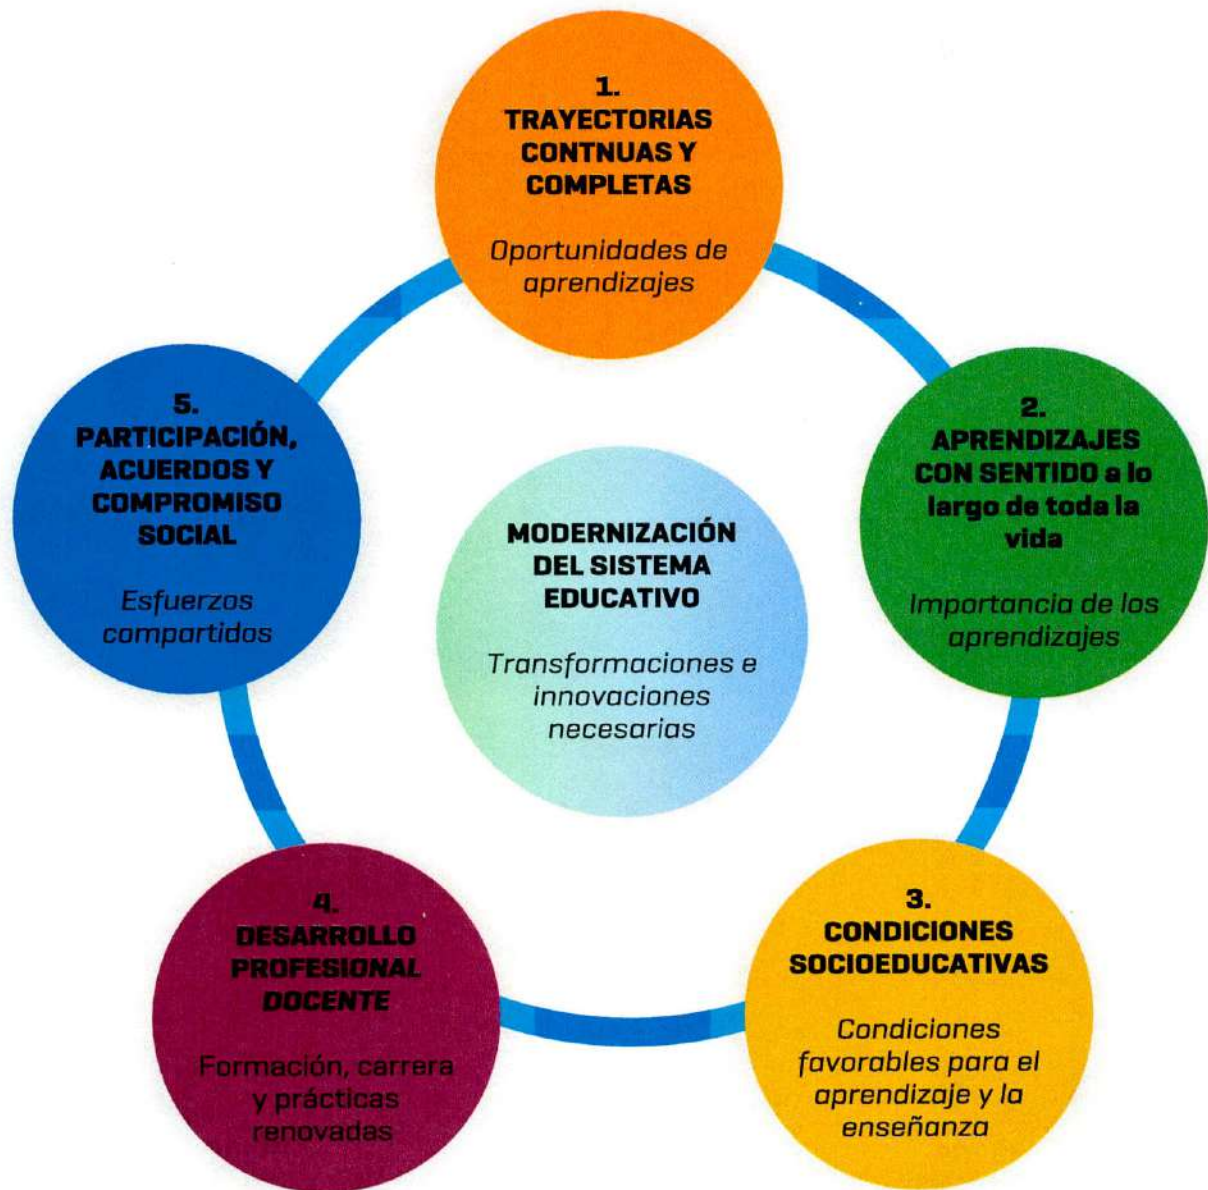 1.
TRAYECTORIAS
CONTNUAS Y
COMPLETAS
Oportunidades de
aprendizajes
2.
APRENDIZAJES
CON SENTIDO a lo
largo de toda la
vida
Importancia de los
aprendizajes
3.
CONDICIONES
SOCIOEDUCATIVAS
Condiciones
favorables para el
aprendizaje y la
enseñanza
4.
DESARROLLO
PROFESIONAL
DOCENTE
Formación, carrera
y prácticas
renovadas
5.
PARTICIPACIÓN,
ACUERDOS Y
COMPROMISO
SOCIAL
Esfuerzos
compartidos
MODERNIZACIÓN
DEL SISTEMA
EDUCATIVO
Transformaciones e
innovaciones
necesarias